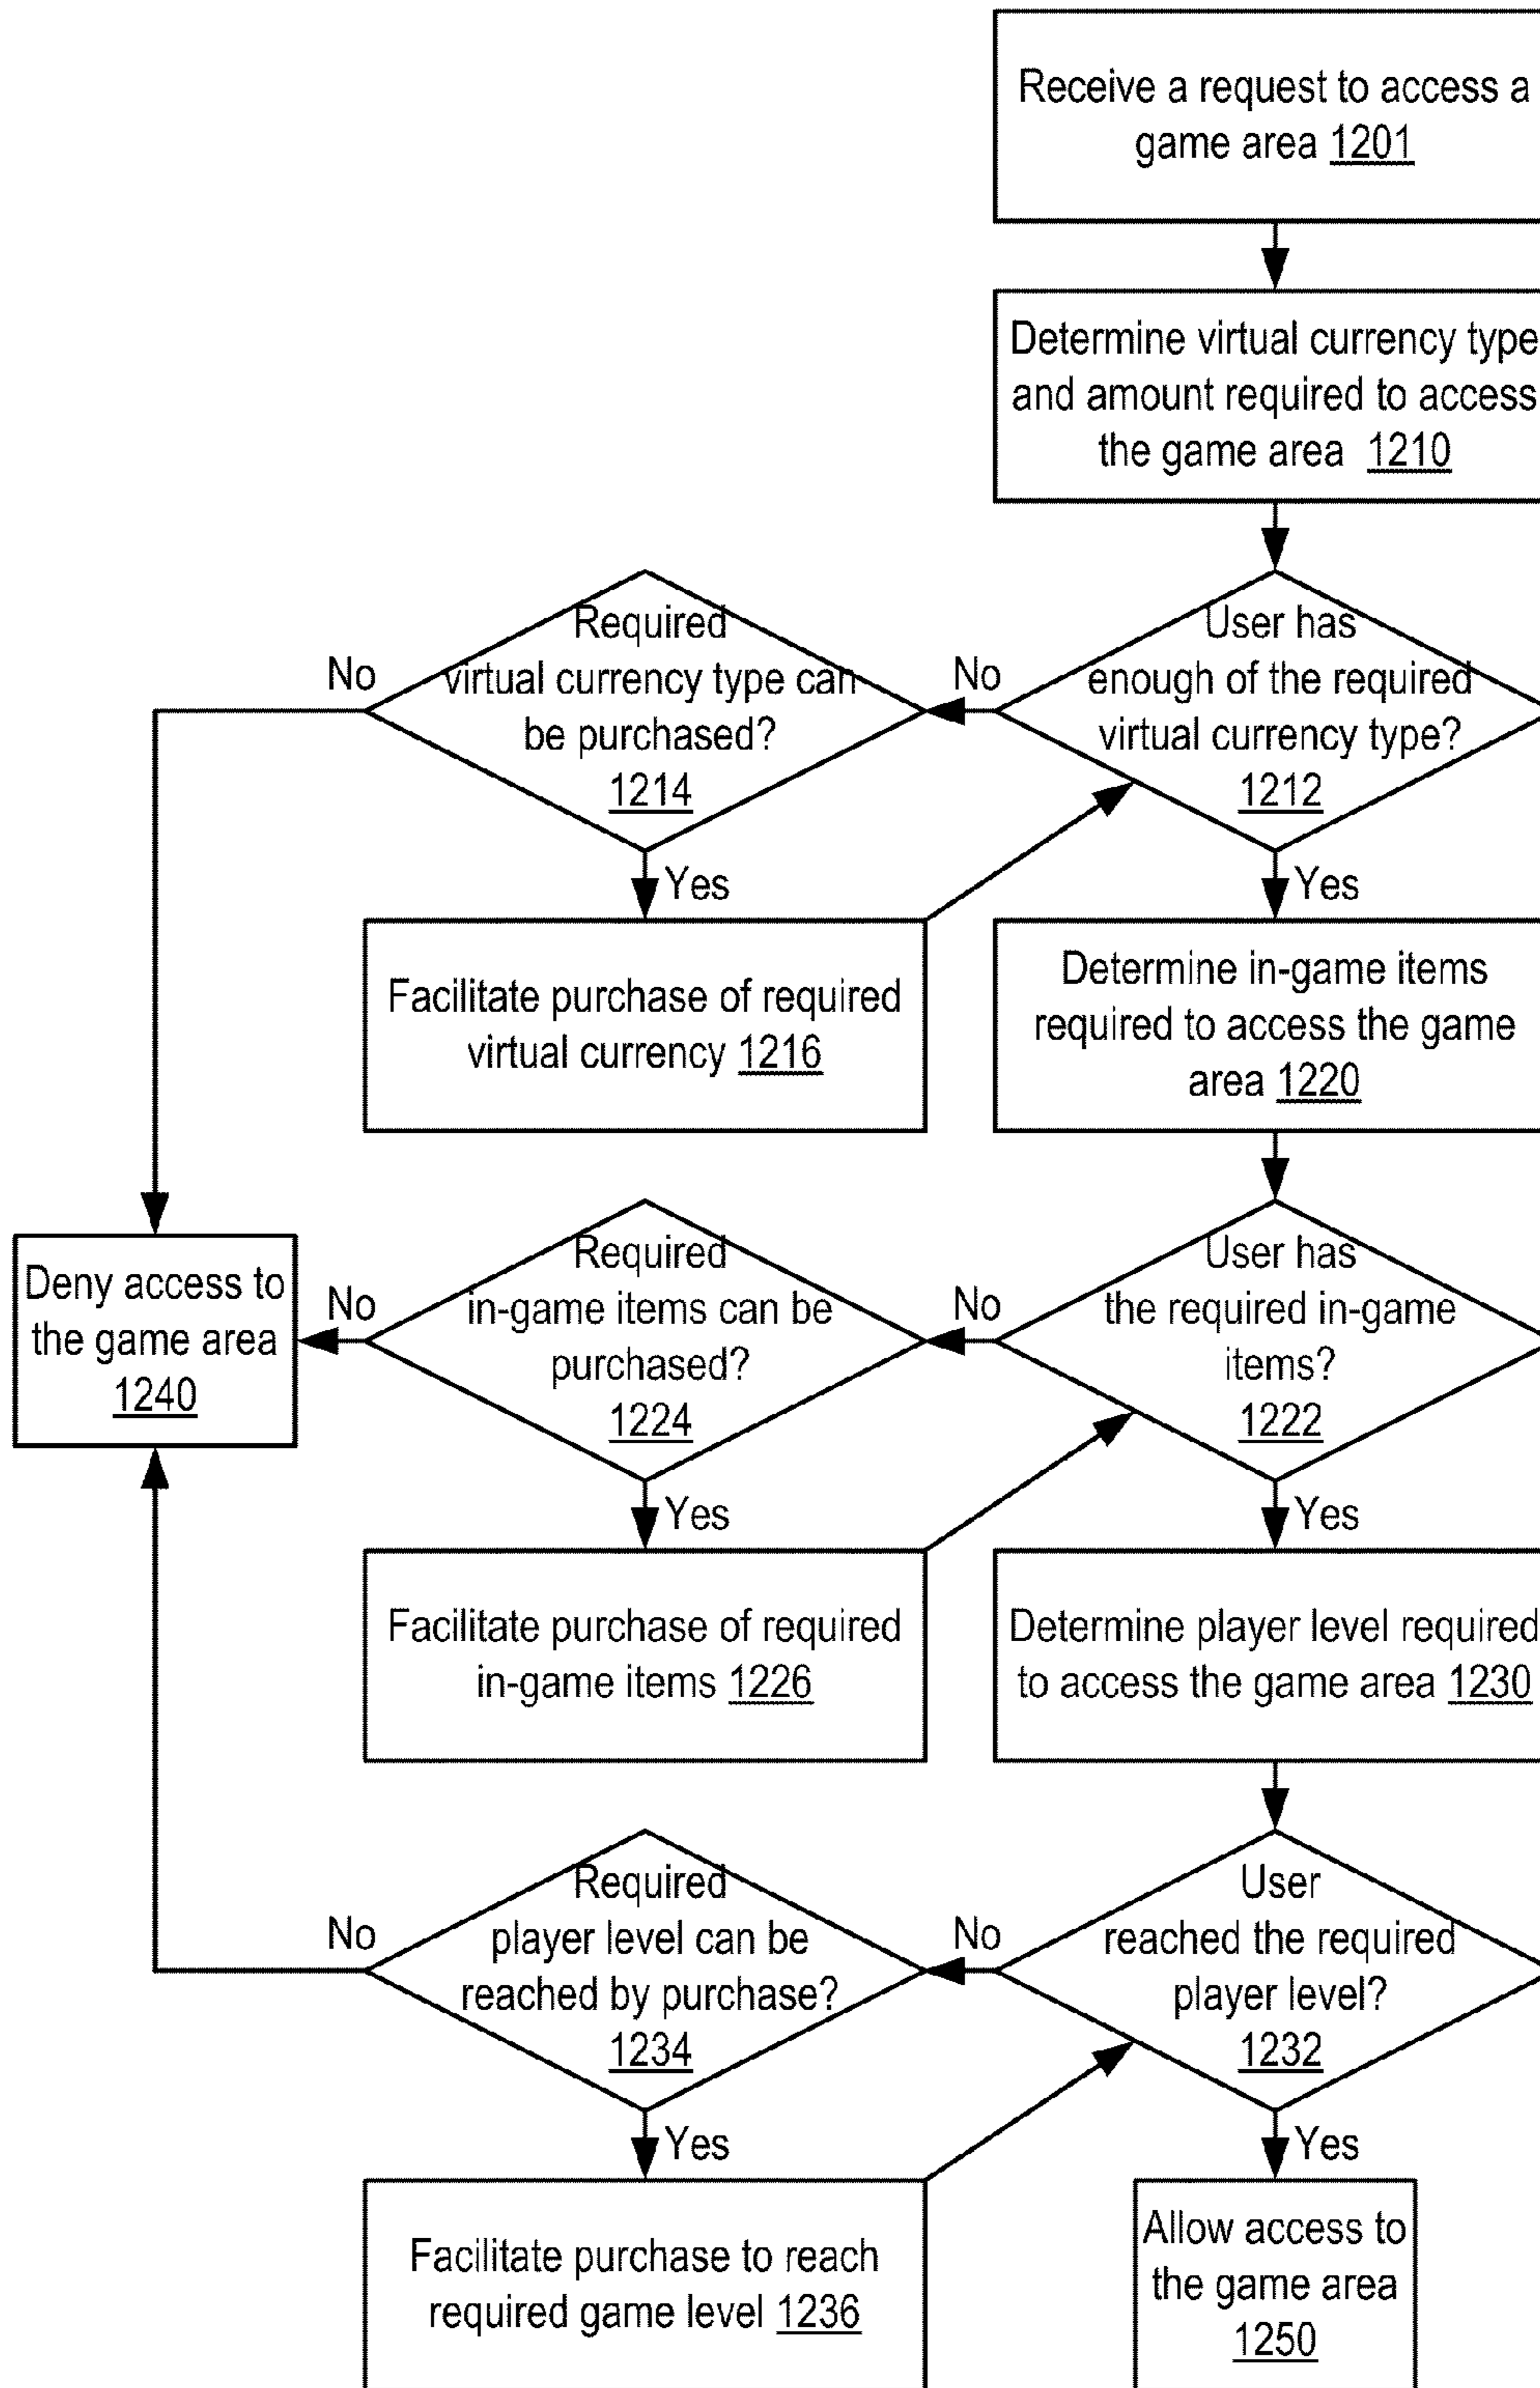 Receive a request to access a
game area 1201
Determine virtual currency type
and amount required to access
the game area 1210
Required
virtual currency type can
be purchased?
1214
No
User has
enough of the required
virtual currency type?
1212
No
Yes
Yes
Facilitate purchase of required
virtual currency 1216
Determine in-game items
required to access the game
area 1220
Deny access to
the game area
1240
No
Required
in-game items can be
purchased?
1224
No
User has
the required in-game
items?
1222
Yes
Yes
Facilitate purchase of required
in-game items 1226
Determine player level required
to access the game area 1230
No
Required
player level can be
reached by purchase?
1234
No
User
reached the required
player level?
1232
Yes
Yes
Facilitate purchase to reach
required game level 1236
Allow access to
the game area
1250